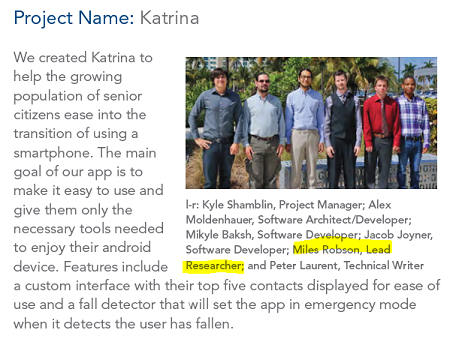 Project Name: Katrina
We created Katrina to
help the growing
population of senior
citizens ease into the
transition of using a
smartphone. The main
goal of our app is to
make it easy to use and
give them only the
necessary tools needed
to enjoy their android
device. Features include
a custom interface with their top five contacts displayed for ease of
use and a fall detector that will set the app in emergency mode
when it detects the user has fallen.
l-r: Kyle Shamblin, Project Manager; Alex
Moldenhauer, Software Architect/Developer;
Mikyle Baksh, Software Developer; Jacob Joyner,
Software Developer; Miles Robson, Lead
Researcher; and Peter Laurent, Technical Writer